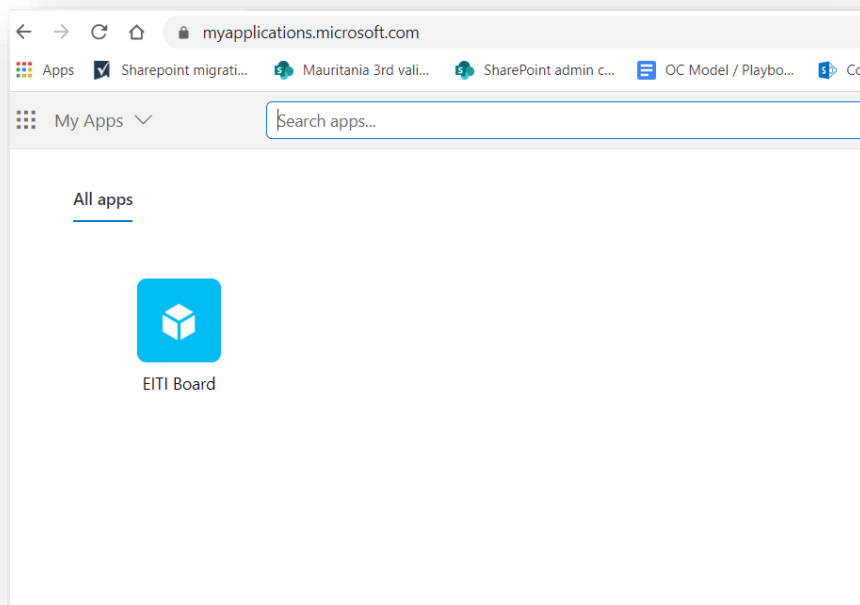 myapplications.microsoft.com
Apps Sharepoint migrati... Mauritania 3rd vali... SharePoint admin c... OC Model / Playbo... Co
My Apps Search apps...
All apps
EITI Board